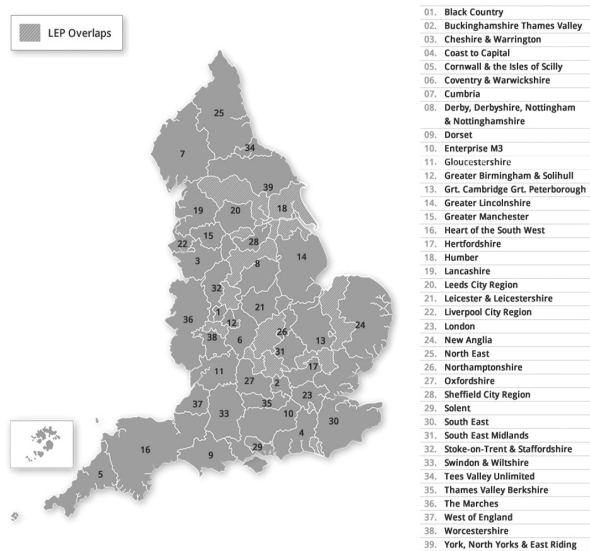 LEP Overlaps
25
34
7
39
18
19
20
15
28
22
3
8
14
32
36
1
12
21
24
38
6
26
13
31
17
11
27
2
37
33
35
23
10
30
4
16
9
29
5
01. Black Country
02. Buckinghamshire Thames Valley
03. Cheshire & Warrington
04. Coast to Capital
05. Cornwall & the Isles of Scilly
06. Coventry & Warwickshire
07. Cumbria
08. Derby, Derbyshire, Nottingham
& Nottinghamshire
09. Dorset
10. Enterprise M3
11. Gloucestershire
12. Greater Birmingham & Solihull
13. Grt. Cambridge Grt. Peterborough
14. Greater Lincolnshire
15. Greater Manchester
16. Heart of the South West
17. Hertfordshire
18. Humber
19. Lancashire
20. Leeds City Region
21. Leicester & Leicestershire
22. Liverpool City Region
23. London
24. New Anglia
25. North East
26. Northamptonshire
27. Oxfordshire
28. Sheffield City Region
29. Solent
30. South East
31. South East Midlands
32. Stoke-on-Trent & Staffordshire
33. Swindon & Wiltshire
34. Tees Valley Unlimited
35. Thames Valley Berkshire
36. The Marches
37. West of England
38. Worcestershire
39. York, North Yorks & East Riding